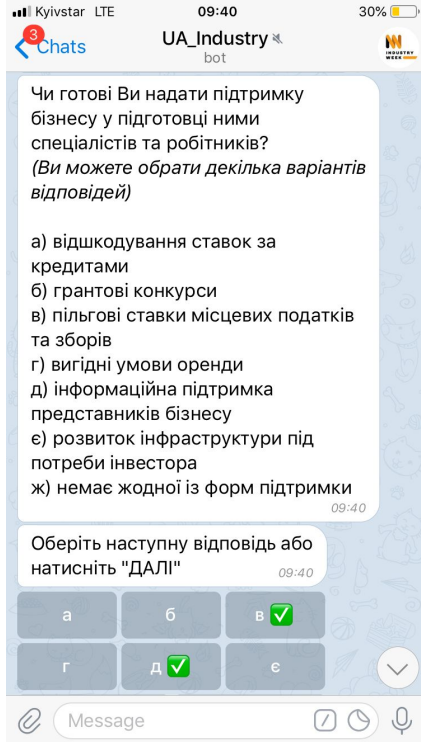 Kyivstar LTE 09:40 30%
3
Chats UA_Industry
bot
INDUSTRY
WEEK
Чи готові Ви надати підтримку
бізнесу у підготовці ними
спеціалістів та робітників?
(Ви можете обрати декілька варіантів
відповідей)
а) відшкодування ставок за
кредитами
б) грантові конкурси
в) пільгові ставки місцевих податків
та зборів
г) вигідні умови оренди
д) інформаційна підтримка
представників бізнесу
є) розвиток інфраструктури під
потреби інвестора
ж) немає жодної із форм підтримки
09:40
Оберіть наступну відповідь або
натисніть "ДАЛІ"
09:40
а б в ✅
г д ✅ є
Message